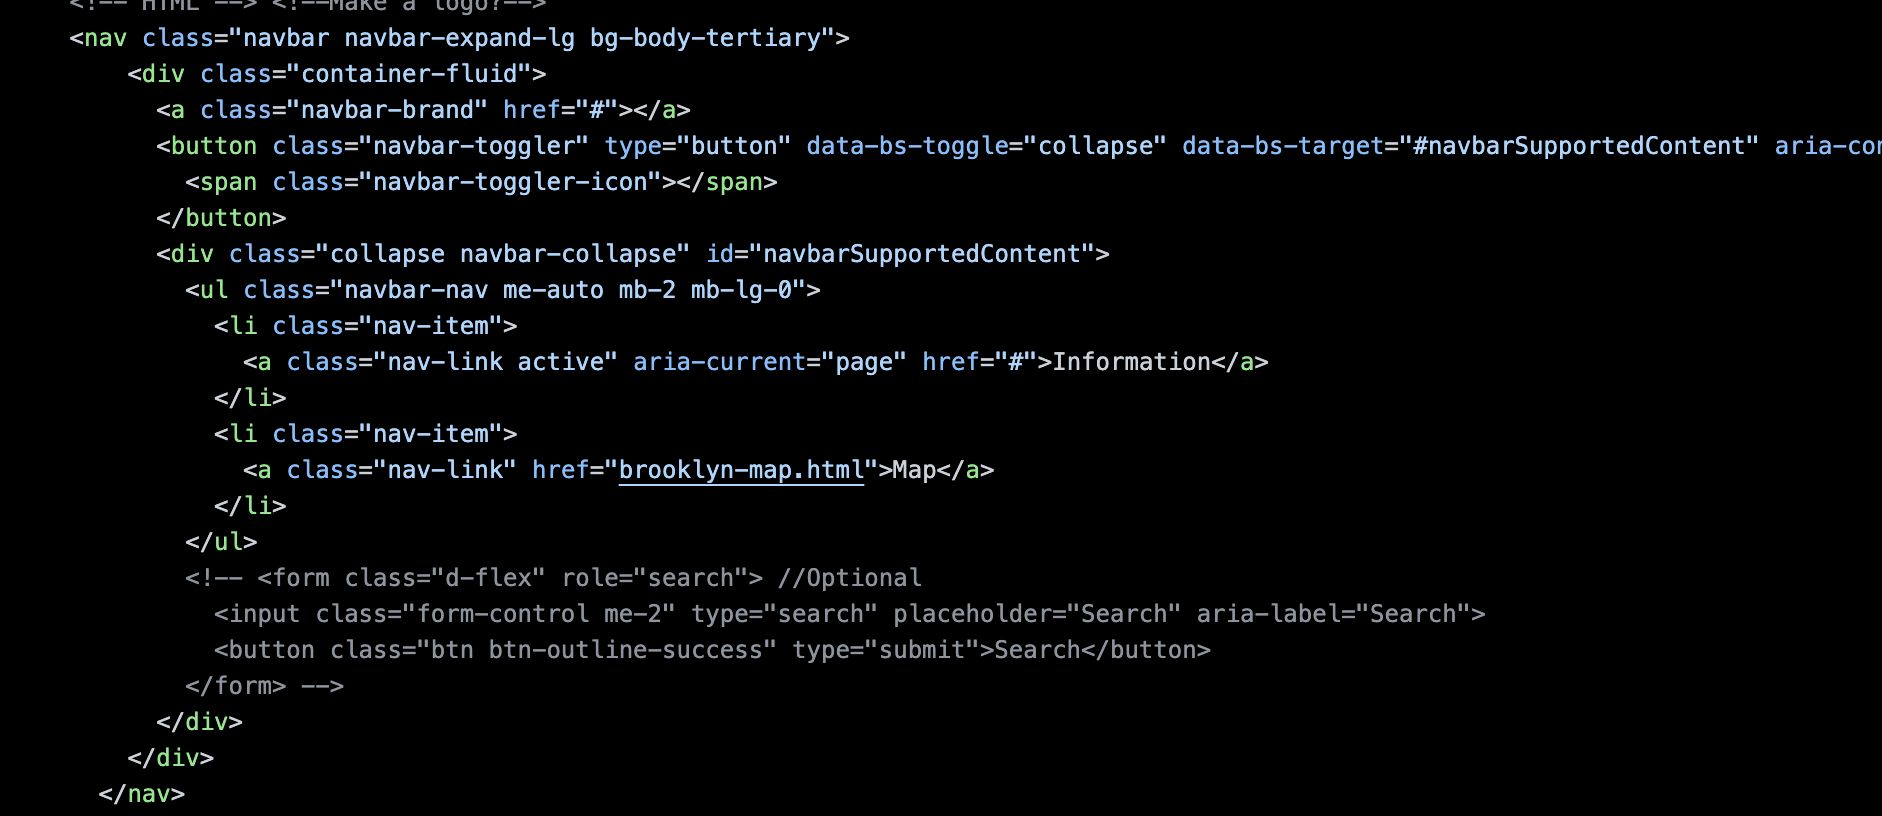 <!-- HTML --> <!--Make a logo?-->
<nav class="navbar navbar-expand-lg bg-body-tertiary">
<div class="container-fluid">
<a class="navbar-brand" href="#"></a>
<button class="navbar-toggler" type="button" data-bs-toggle="collapse" data-bs-target="#navbarSupportedContent" aria-con
<span class="navbar-toggler-icon"></span>
</button>
<div class="collapse navbar-collapse" id="navbarSupportedContent">
<ul class="navbar-nav me-auto mb-2 mb-lg-0">
<li class="nav-item">
<a class="nav-link active" aria-current="page" href="#">Information</a>
</li>
<li class="nav-item">
<a class="nav-link" href="brooklyn-map.html">Map</a>
</li>
</ul>
<!-- <form class="d-flex" role="search"> //Optional
<input class="form-control me-2" type="search" placeholder="Search" aria-label="Search">
<button class="btn btn-outline-success" type="submit">Search</button>
</form> -->
</div>
</div>
</nav>